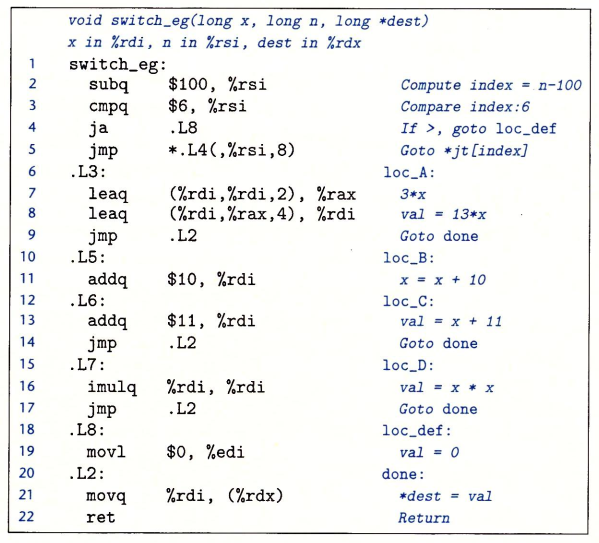 void switch_eg(long x, long n, long *dest)
x in %rdi, n in %rsi, dest in %rdx
1 switch_eg:
2 subq $100, %rsi Compute index = n-100
3 cmpq $6, %rsi Compare index:6
4 ja .L8 If >, goto loc_def
5 jmp *.L4(,%rsi,8) Goto *jt[index]
6 .L3: loc_A:
7 leaq (%rdi,%rdi,2), %rax 3*x
8 leaq (%rdi,%rax,4), %rdi val = 13*x
9 jmp .L2 Goto done
10 .L5: loc_B:
11 addq $10, %rdi x = x + 10
12 .L6: loc_C:
13 addq $11, %rdi val = x + 11
14 jmp .L2 Goto done
15 .L7: loc_D:
16 imulq %rdi, %rdi val = x * x
17 jmp .L2 Goto done
18 .L8: loc_def:
19 movl $0, %edi val = 0
20 .L2: done:
21 movq %rdi, (%rdx) *dest = val
22 ret Return